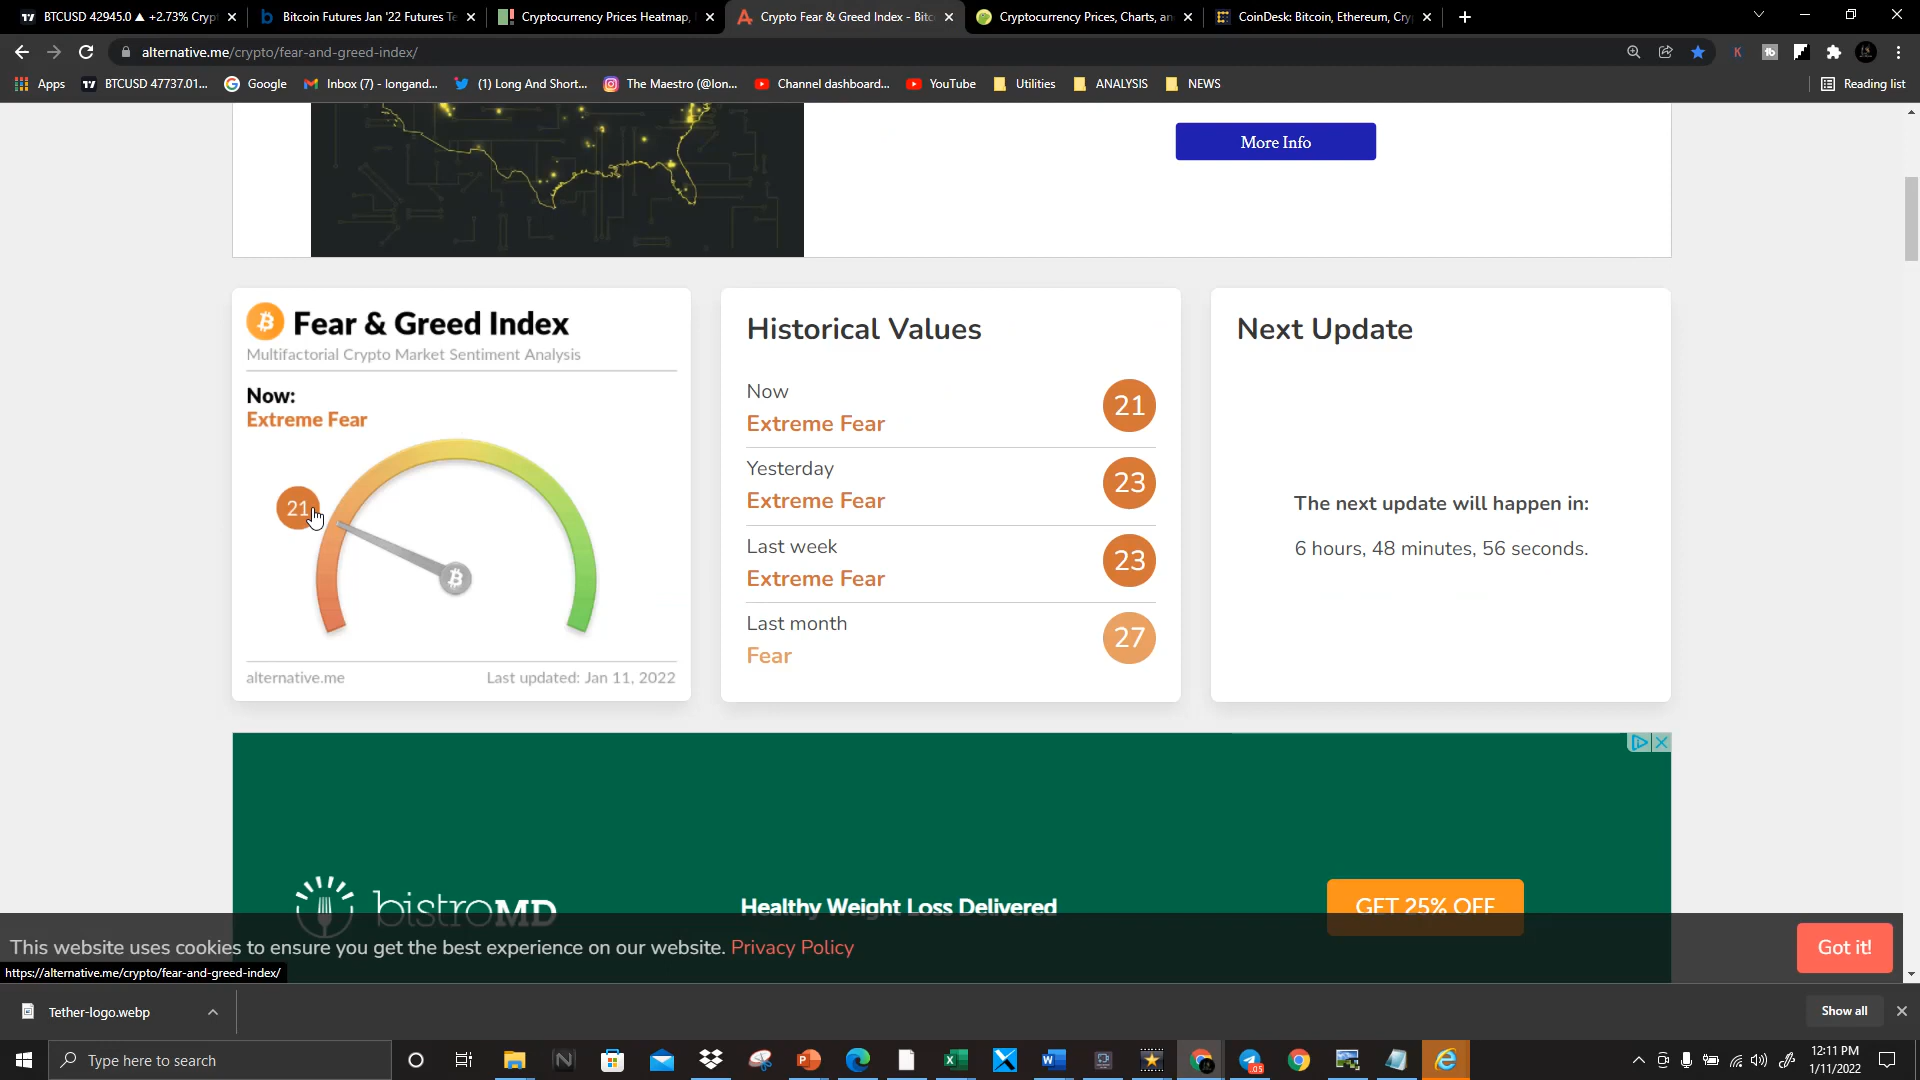 BTCUSD 42945.0 ▲ +2.73% Cryp
Bitcoin Futures Jan '22 Futures Te
Cryptocurrency Prices Heatmap,
Crypto Fear & Greed Index - Bitc
Cryptocurrency Prices, Charts, an
CoinDesk: Bitcoin, Ethereum, Cry
alternative.me/crypto/fear-and-greed-index/
Apps
BTCUSD 47737.01...
Google
Inbox (7) - longand...
(1) Long And Short...
The Maestro (@lon...
Channel dashboard...
YouTube
Utilities
ANALYSIS
NEWS
Reading list
More Info
Fear & Greed Index
Multifactorial Crypto Market Sentiment Analysis
Now:
Extreme Fear
21
alternative.me
Last updated: Jan 11, 2022
Historical Values
Now
Extreme Fear
21
Yesterday
Extreme Fear
23
Last week
Extreme Fear
23
Last month
Fear
27
Next Update
The next update will happen in:
6 hours, 48 minutes, 56 seconds.
bistroMD
Healthy Weight Loss Delivered
GET 25% OFF
This website uses cookies to ensure you get the best experience on our website. Privacy Policy
Got it!
https://alternative.me/crypto/fear-and-greed-index/
Tether-logo.webp
Show all
Type here to search
12:11 PM
1/11/2022